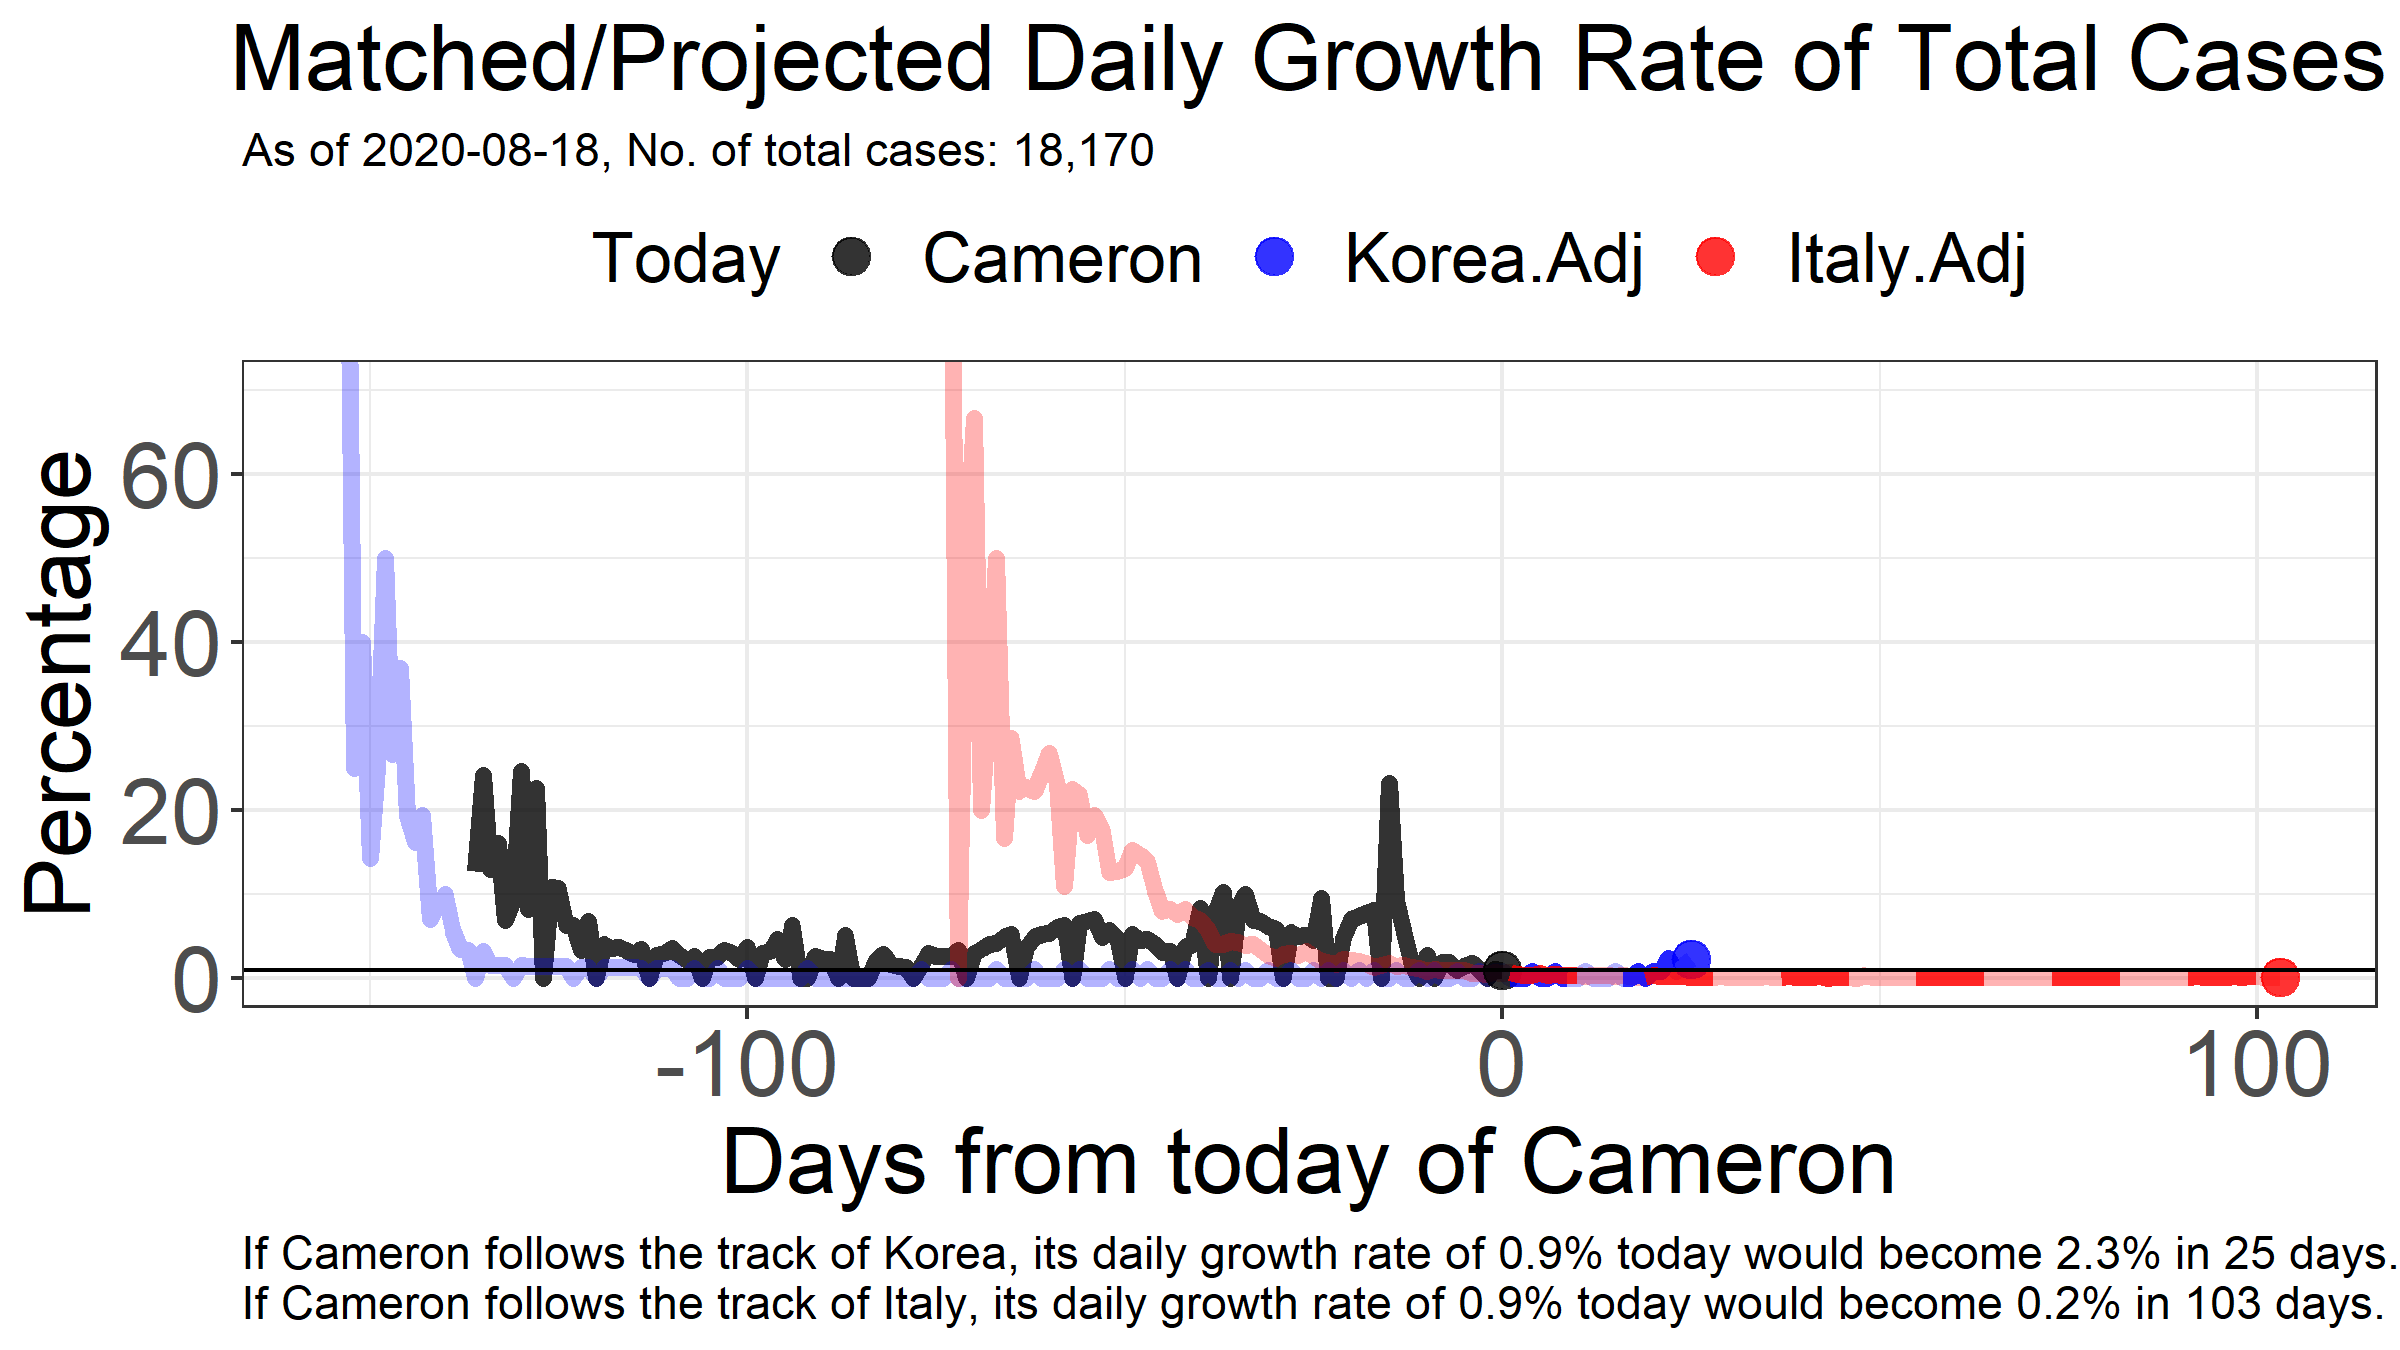 Matched/Projected Daily Growth Rate of Total Cases
As of 2020-08-18, No. of total cases: 18,170
Today Cameron Korea.Adj Italy.Adj
Percentage
60
40
20
0
-100 0 100
Days from today of Cameron
If Cameron follows the track of Korea, its daily growth rate of 0.9% today would become 2.3% in 25 days.
If Cameron follows the track of Italy, its daily growth rate of 0.9% today would become 0.2% in 103 days.